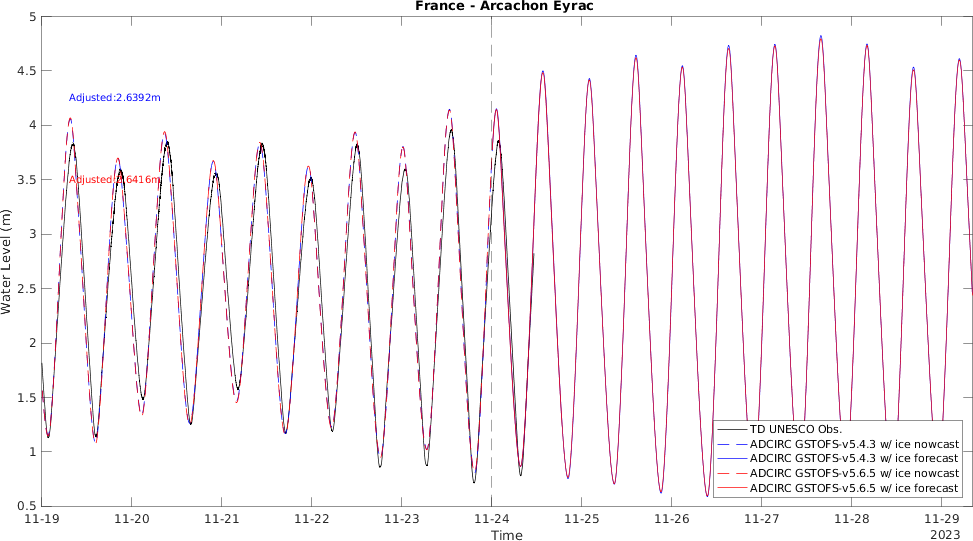 France - Arcachon Eyrac
Water Level (m)
5
4.5
4
3.5
3
2.5
2
1.5
1
0.5
Adjusted:2.6392m
Adjusted:2.6416m
TD UNESCO Obs.
ADCIRC GSTOFS-v5.4.3 w/ ice nowcast
ADCIRC GSTOFS-v5.4.3 w/ ice forecast
ADCIRC GSTOFS-v5.6.5 w/ ice nowcast
ADCIRC GSTOFS-v5.6.5 w/ ice forecast
11-19 11-20 11-21 11-22 11-23 11-24 11-25 11-26 11-27 11-28 11-29
2023
Time